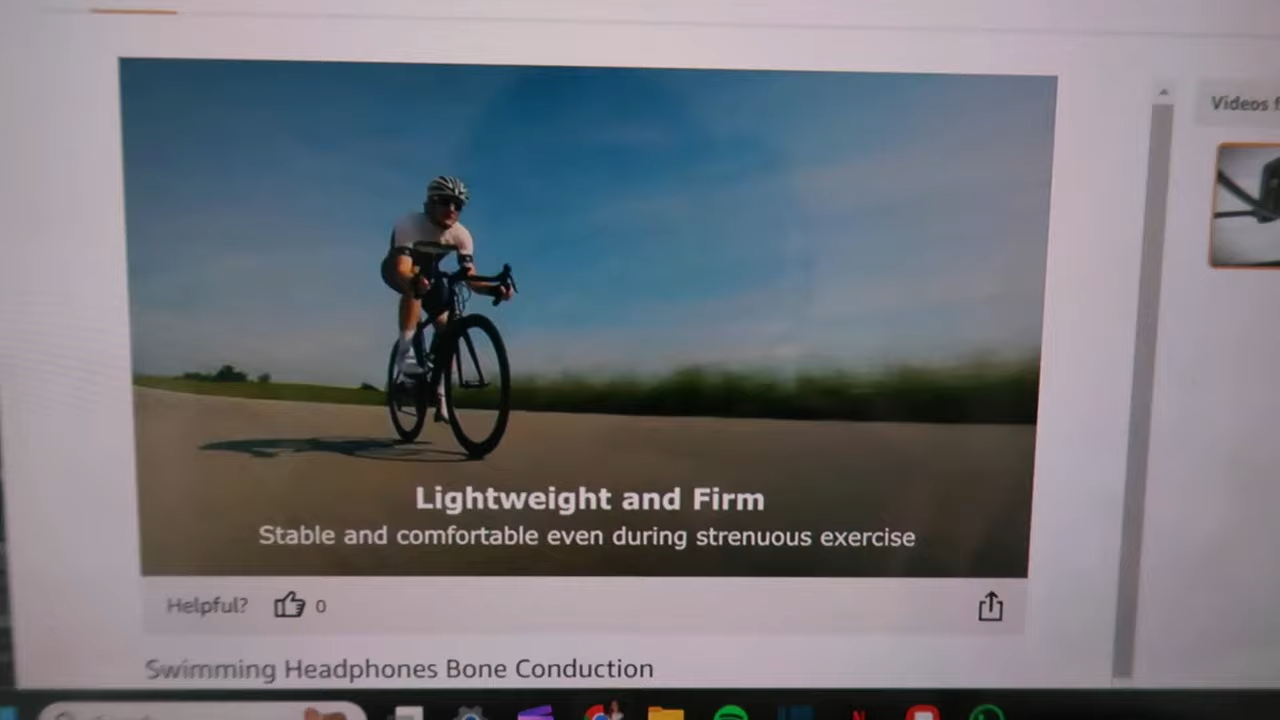 Videos
Lightweight and Firm
Stable and comfortable even during strenuous exercise
Helpful?
0
Swimming Headphones Bone Conduction